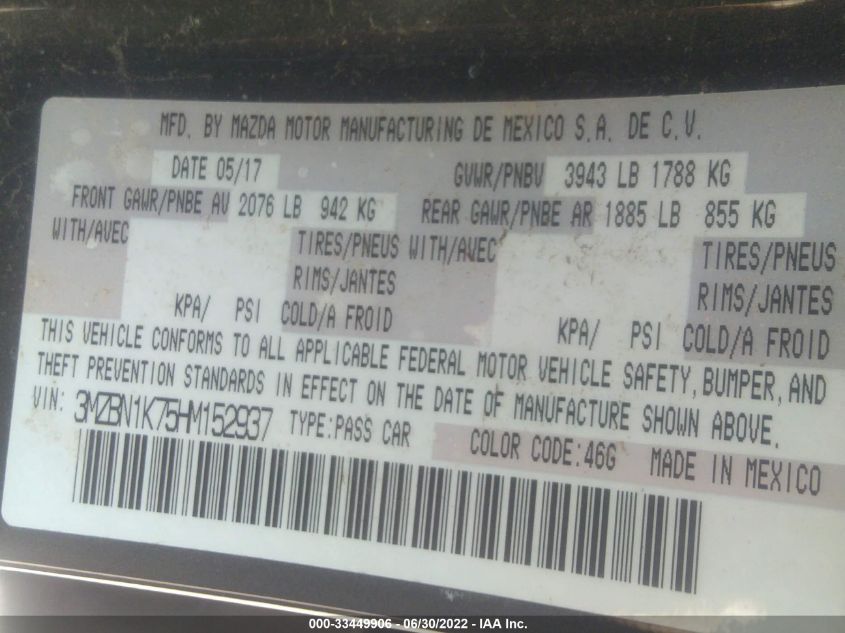 MFD. BY MAZDA MOTOR MANUFACTURING DE MEXICO S.A. DE C.V.
DATE 05/17 GVWR/PNBV 3943 LB 1788 KG
FRONT GAWR/PNBE AV 2076 LB 942 KG REAR GAWR/PNBE AR 1885 LB 855 KG
WITH/AVEC TIRES/PNEUS WITH/AVEC TIRES/PNEUS
RIMS/JANTES RIMS/JANTES
KPA/ PSI COLD/A FROID KPA/ PSI COLD/A FROID
THIS VEHICLE CONFORMS TO ALL APPLICABLE FEDERAL MOTOR VEHICLE SAFETY, BUMPER, AND
THEFT PREVENTION STANDARDS IN EFFECT ON THE DATE OF MANUFACTURE SHOWN ABOVE.
VIN: 3MZBN1K75HM152937 TYPE:PASS CAR COLOR CODE:46G MADE IN MEXICO
000-33449906 - 06/30/2022 - IAA Inc.